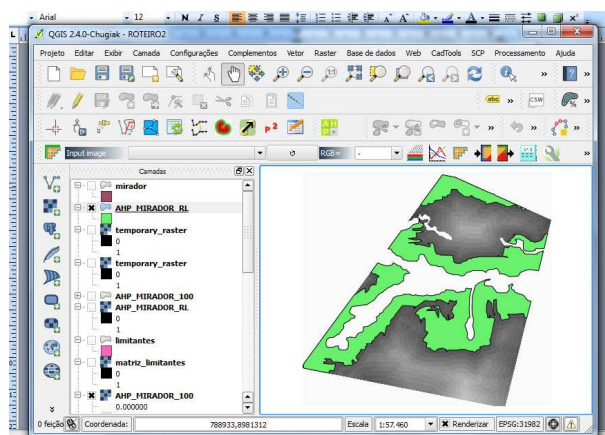 Arial 12 N I S
QGIS 2.4.0-Chugiak - ROTEIRO2
Projeto Editar Exibir Camada Configurações Complementos Vetor Raster Base de dados Web CadTools SCP Processamento Ajuda
abc » CSW »
Input image RGB= -
Camadas
mirador
AHP_MIRADOR_RL
temporary_raster
0
1
temporary_raster
0
1
AHP_MIRADOR_100
AHP_MIRADOR_RL
0
1
limitantes
matriz_limitantes
0
1
AHP_MIRADOR_100
0.000000
0 feição Coordenada: 788933,8981312 Escala 1:57.460 Renderizar EPSG:31982